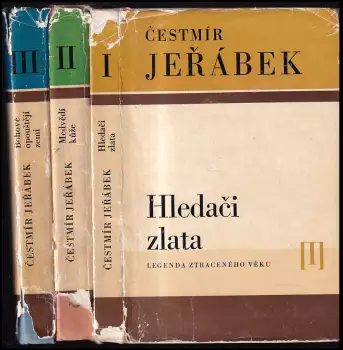 III
Bohové
opouštějí
zemi
ČESTMÍR JEŘÁBEK
II
Medvědí
kůže
ČESTMÍR JEŘÁBEK
I
Hledači
zlata
ČESTMÍR JEŘÁBEK
ČESTMÍR
JEŘÁBEK
Hledači
zlata
LEGENDA ZTRACENÉHO VĚKU
[I]